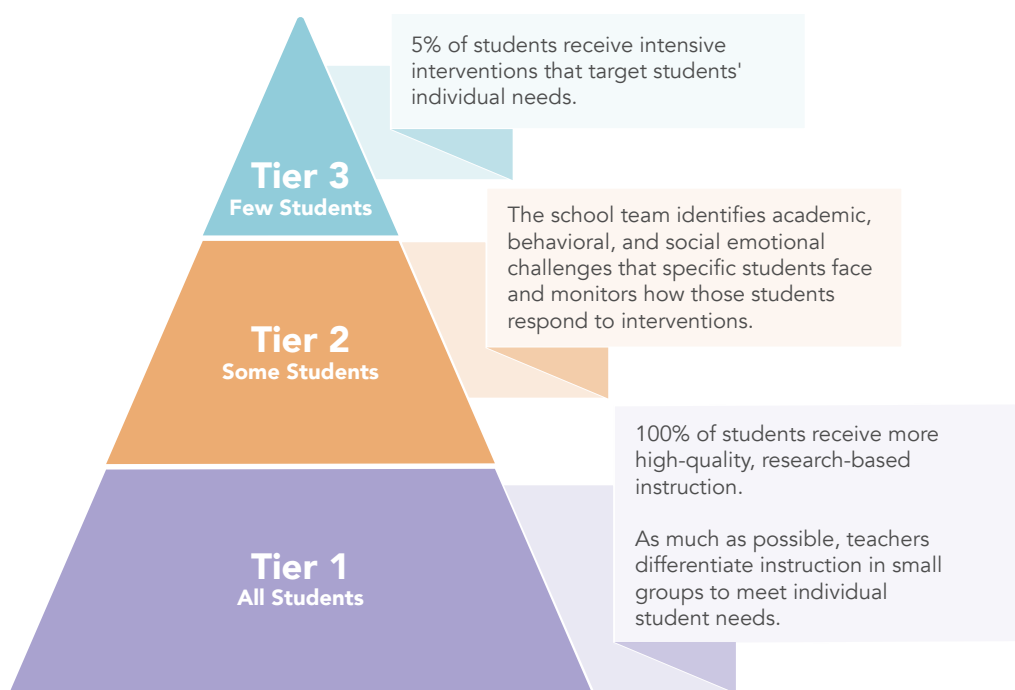 5% of students receive intensive
interventions that target students'
individual needs.
Tier 3
Few Students
The school team identifies academic,
behavioral, and social emotional
challenges that specific students face
and monitors how those students
respond to interventions.
Tier 2
Some Students
100% of students receive more
high-quality, research-based
instruction.
As much as possible, teachers
differentiate instruction in small
groups to meet individual
student needs.
Tier 1
All Students